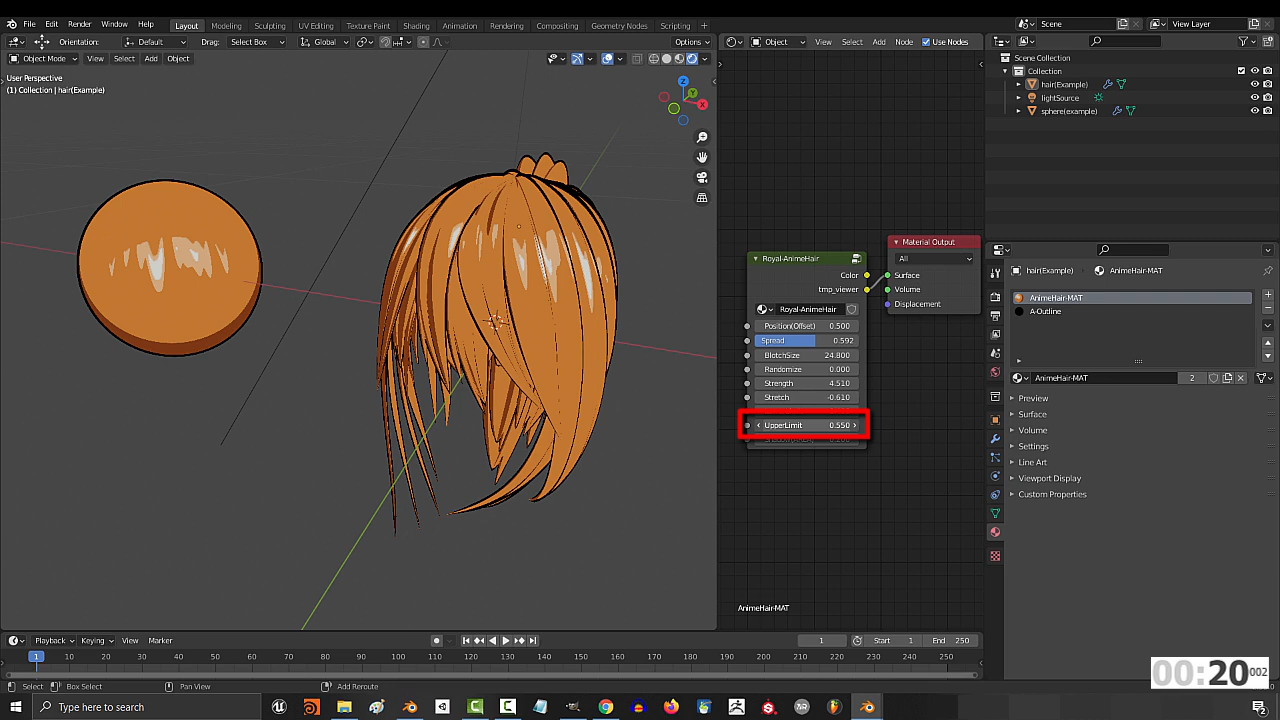 File Edit Render Window Help Layout Modeling Sculpting UV Editing Texture Paint Shading Animation Rendering Compositing Geometry Nodes Scripting + Scene View Layer
Orientation: Default Drag: Select Box Global Options Object View Select Add Node Use Nodes
Object Mode View Select Add Object
User Perspective
(1) Collection | hair(Example)
Z
Y
X
Scene Collection
Collection
hair(Example)
lightSource
sphere(example)
Royal-AnimeHair
Color
tmp_viewer
Royal-AnimeHair
Position(Offset) 0.500
Spread 0.592
BlotchSize 24.800
Randomize 0.000
Strength 4.510
Stretch -0.610
UpperLimit 0.550
Material Output
All
Surface
Volume
Displacement
AnimeHair-MAT
hair(Example) AnimeHair-MAT
AnimeHair-MAT
A-Outline
AnimeHair-MAT 2
Preview
Surface
Volume
Settings
Line Art
Viewport Display
Custom Properties
Playback Keying View Marker 1 Start 1 End 250
1 10 20 30 40 50 60 70 80 90 100 110 120 130 140 150 160 170 180 190 200 210 220 230 240 250
Select Box Select Pan View Add Reroute
00:20 002
Type here to search